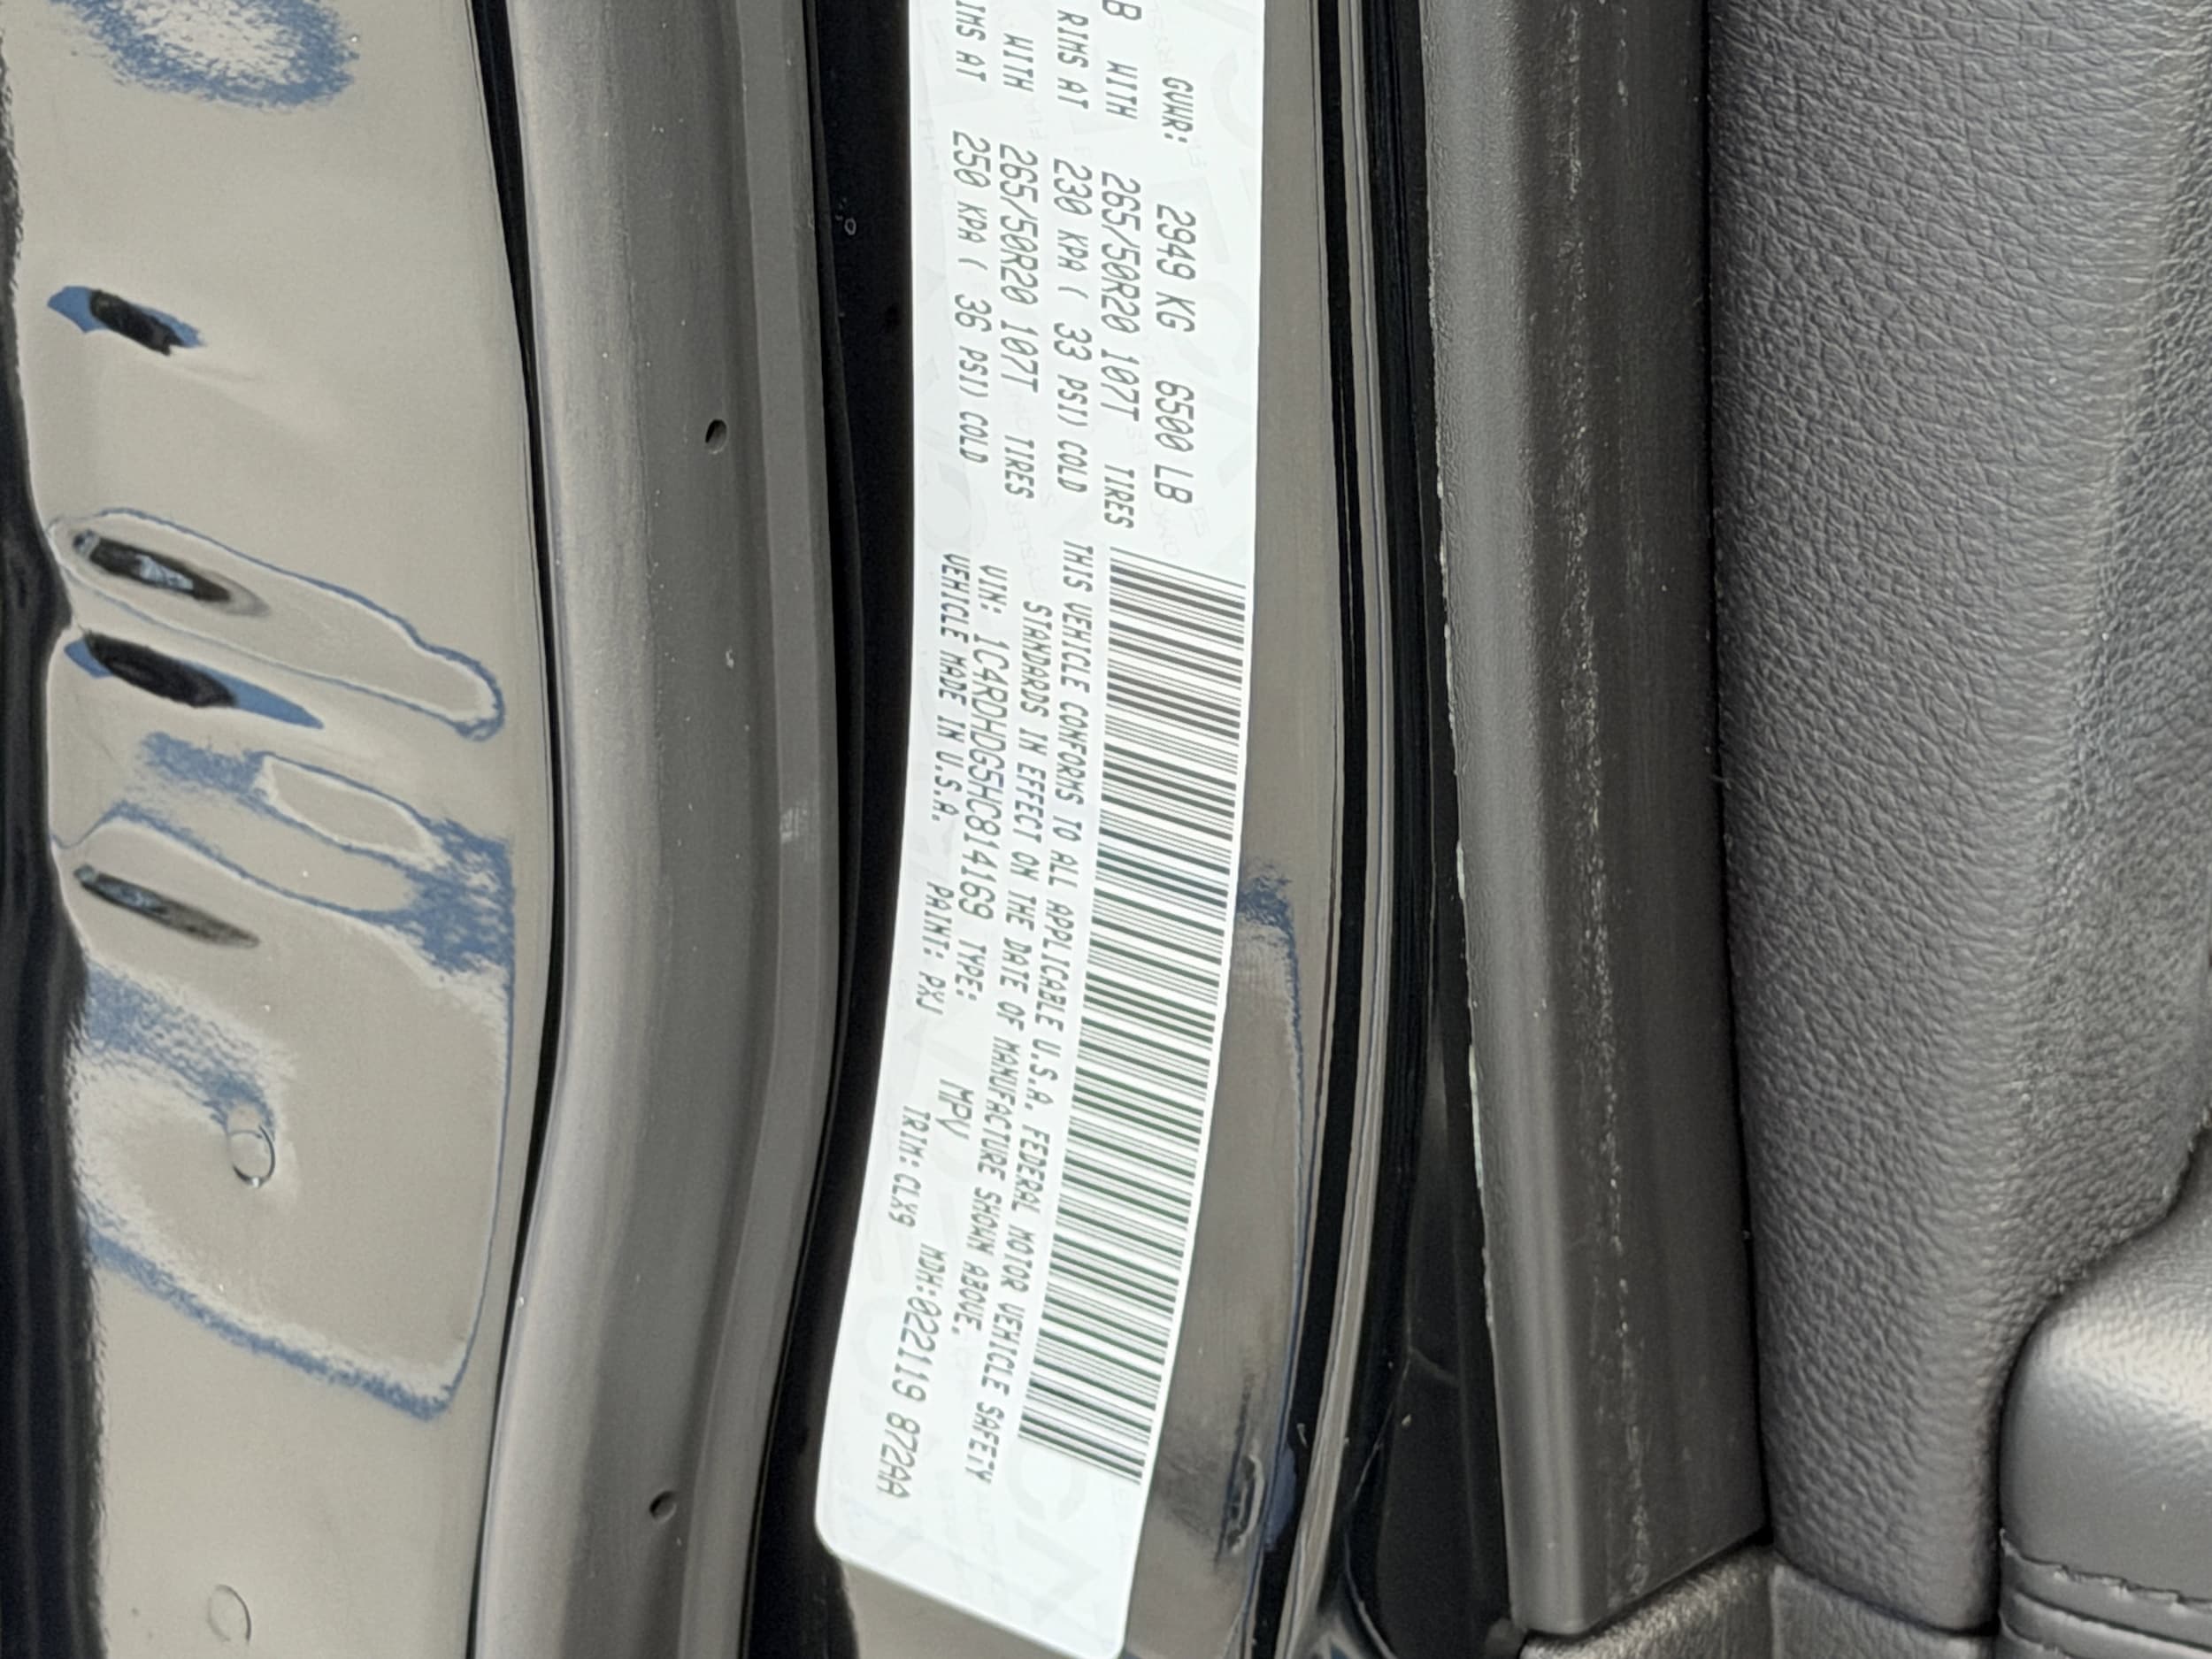 GVWR: 2949 KG 6500 LB
B WITH 265/50R20 107T TIRES
RIMS AT 230 KPA ( 33 PSI) COLD
WITH 265/50R20 107T TIRES
IMS AT 250 KPA ( 36 PSI) COLD
THIS VEHICLE CONFORMS TO ALL APPLICABLE U.S.A. FEDERAL MOTOR VEHICLE SAFETY
STANDARDS IN EFFECT ON THE DATE OF MANUFACTURE SHOWN ABOVE.
VIN: 1C4RDHDG5HC814169 TYPE: MPV
VEHICLE MADE IN U.S.A. PAINT: PXJ TRIM: CLX9 MDH:022119 872AA